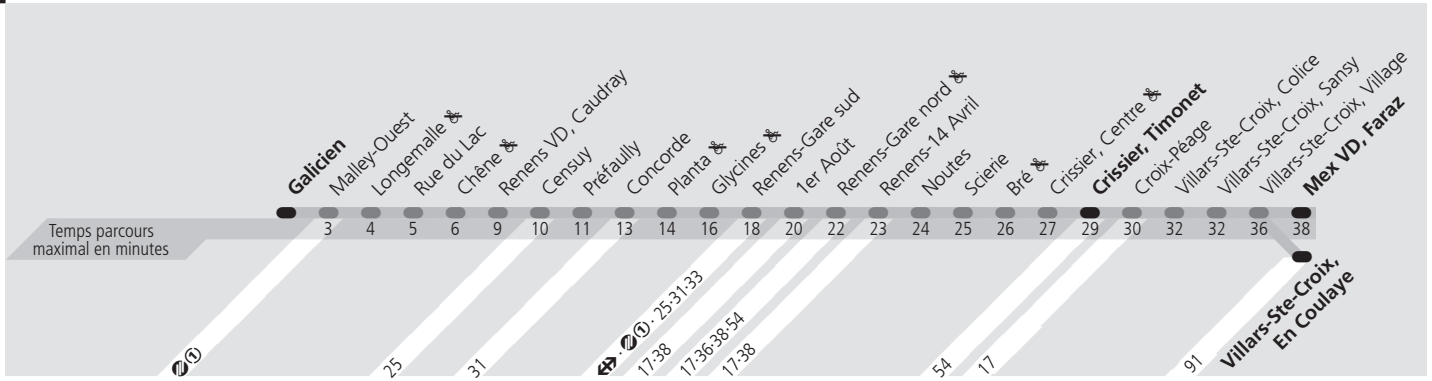 Galicien
Malley-Ouest
Longemalle
Rue du Lac
Chêne
Renens VD, Caudray
Censuy
Préfaully
Concorde
Planta
Glycines
Renens-Gare sud
1er Août
Renens-Gare nord
Renens-14 Avril
Noutes
Scierie
Bré
Crissier, Centre
Crissier, Timonet
Croix-Péage
Villars-Ste-Croix, Colice
Villars-Ste-Croix, Sansy
Villars-Ste-Croix, Village
Mex VD, Faraz
Temps parcours
maximal en minutes
3 4 5 6 9 10 11 13 14 16 18 20 22 23 24 25 26 27 29 30 32 32 36 38
m1
25
31
m1 · 25·31·33
17·38
17·36·38·54
17·38
54
17
91
Villars-Ste-Croix,
En Coulaye